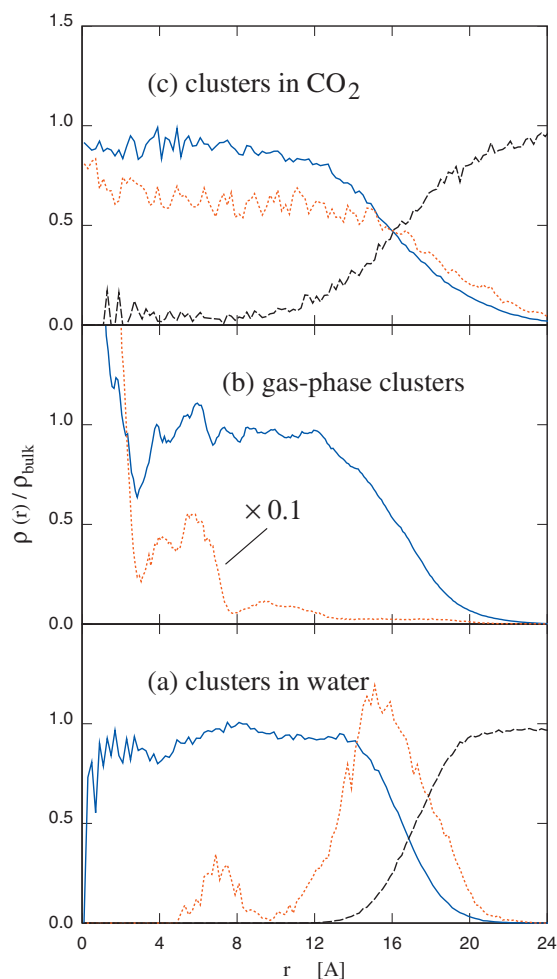 1.5
(c) clusters in CO2
1.0
0.5
0.0
(b) gas-phase clusters
1.0
× 0.1
0.5
0.0
(a) clusters in water
1.0
0.5
0.0
0 4 8 12 16 20 24
r [A]
ρ (r) / ρbulk